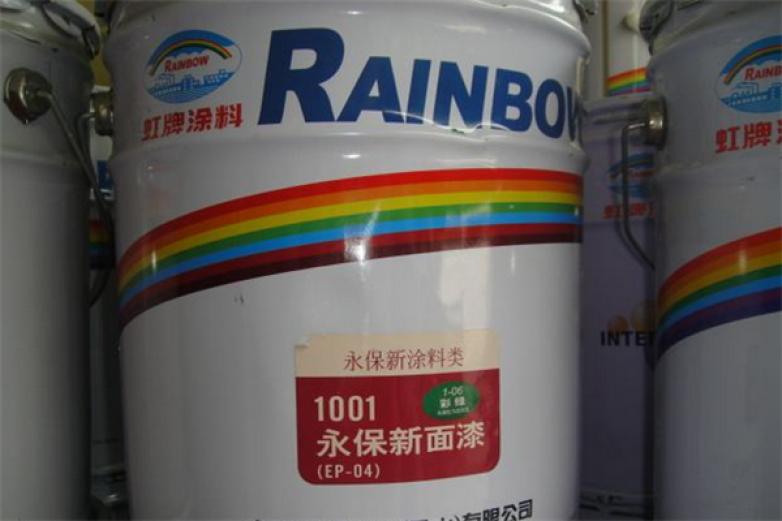 RAINBOW
虹牌涂料
RAINBOW
永保新涂料类
1001
1-06
彩绿
永保新面漆
(EP-04)
有限公司
RAINBOW
虹牌
INTE